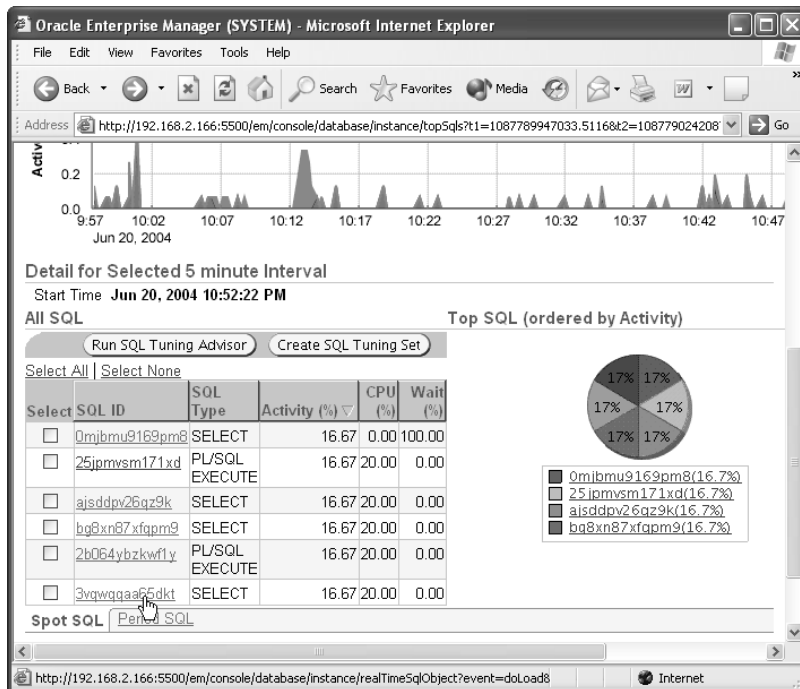 Oracle Enterprise Manager (SYSTEM) - Microsoft Internet Explorer
File Edit View Favorites Tools Help
Back Search Favorites Media
Address http://192.168.2.166:5500/em/console/database/instance/topSqls?t1=1087789947033.5116&t2=108779024208 Go
Activ
0.2
0.0
9:57 10:02 10:07 10:12 10:17 10:22 10:27 10:32 10:37 10:42 10:47
Jun 20, 2004
Detail for Selected 5 minute Interval
Start Time Jun 20, 2004 10:52:22 PM
All SQL
Run SQL Tuning Advisor Create SQL Tuning Set
Select All | Select None
Select SQL ID SQL Type Activity (%) CPU (%) Wait (%)
0mjbmu9169pm8 SELECT 16.67 0.00 100.00
25jpmvsm171xd PL/SQL EXECUTE 16.67 20.00 0.00
ajsddpv26qz9k SELECT 16.67 20.00 0.00
bg8xn87xfqpm9 SELECT 16.67 20.00 0.00
2b064ybzkwf1y PL/SQL EXECUTE 16.67 20.00 0.00
3vqwqqaa65dkt SELECT 16.67 20.00 0.00
Spot SQL Period SQL
Top SQL (ordered by Activity)
17% 17%
17% 17%
17% 17%
0mjbmu9169pm8(16.7%)
25jpmvsm171xd(16.7%)
ajsddpv26qz9k(16.7%)
bg8xn87xfqpm9(16.7%)
http://192.168.2.166:5500/em/console/database/instance/realTimeSqlObject?event=doLoad& Internet